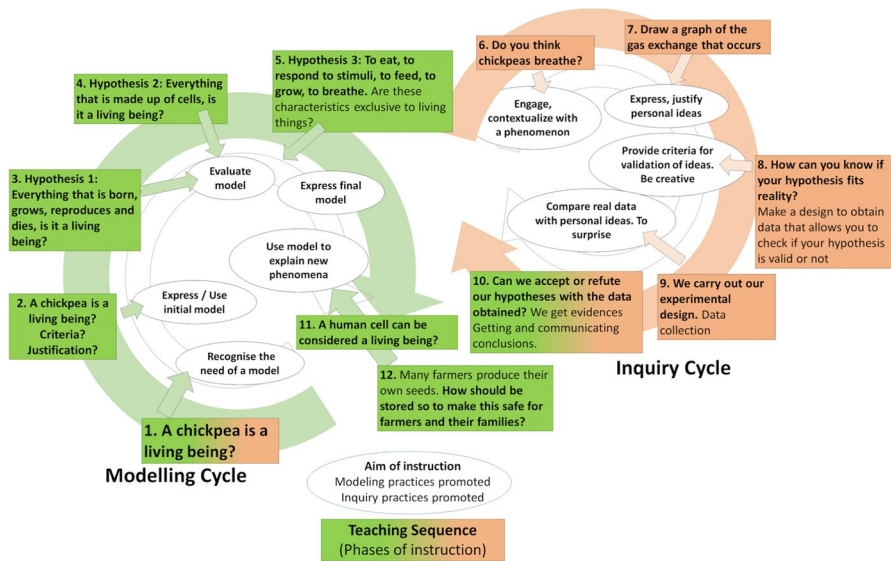 7. Draw a graph of the
gas exchange that occurs
6. Do you think
chickpeas breathe?
5. Hypothesis 3: To eat, to
respond to stimuli, to feed, to
grow, to breathe. Are these
characteristics exclusive to living
things?
4. Hypothesis 2: Everything
that is made up of cells, is
it a living being?
Engage,
contextualize with
a phenomenon
Express, justify
personal ideas
Provide criteria for
validation of ideas.
Be creative
8. How can you know if
your hypothesis fits
reality?
Make a design to obtain
data that allows you to
check if your hypothesis
is valid or not
3. Hypothesis 1:
Everything that is born,
grows, reproduces and
dies, is it a living
being?
Evaluate
model
Express final
model
Compare real data
with personal ideas. To
surprise
Use model to
explain new
phenomena
10. Can we accept or refute
our hypotheses with the data
obtained? We get evidences
Getting and communicating
conclusions.
9. We carry out our
experimental
design. Data
collection
2. A chickpea is a
living being?
Criteria?
Justification?
Express / Use
initial model
11. A human cell can be
considered a living being?
Recognise the
need of a model
Inquiry Cycle
12. Many farmers produce their
own seeds. How should be
stored so to make this safe for
farmers and their families?
1. A chickpea is a
living being?
Modelling Cycle
Aim of instruction
Modeling practices promoted
Inquiry practices promoted
Teaching Sequence
(Phases of instruction)